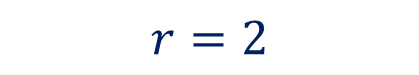 r = 2